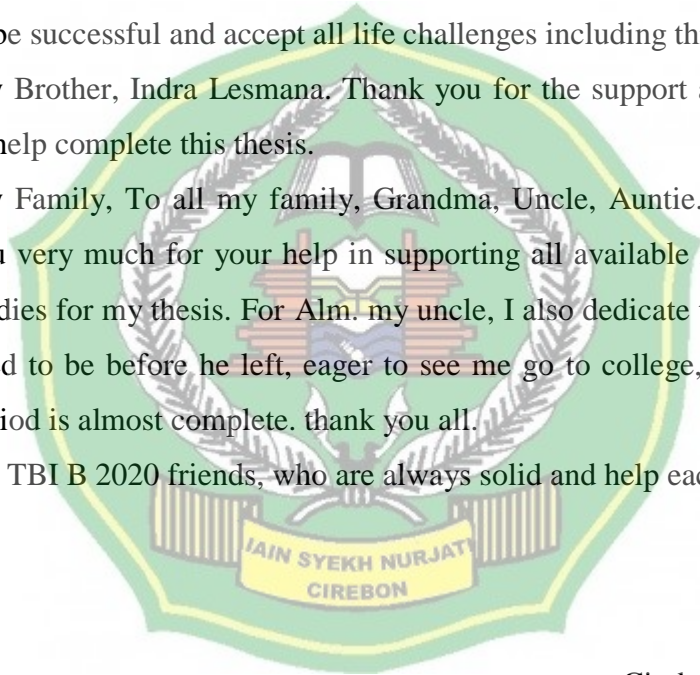 be successful and accept all life challenges including th
y Brother, Indra Lesmana. Thank you for the support a
help complete this thesis.
y Family, To all my family, Grandma, Uncle, Auntie.
u very much for your help in supporting all available
dies for my thesis. For Alm. my uncle, I also dedicate
d to be before he left, eager to see me go to college,
iod is almost complete. thank you all.
TBI B 2020 friends, who are always solid and help eac
IAIN SYEKH NURJATI
CIREBON